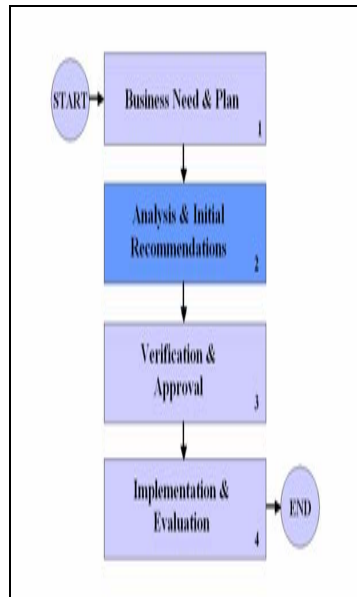 START
Business Need & Plan
1
Analysis & Initial
Recommendations
2
Verification &
Approval
3
Implementation &
Evaluation
4
END